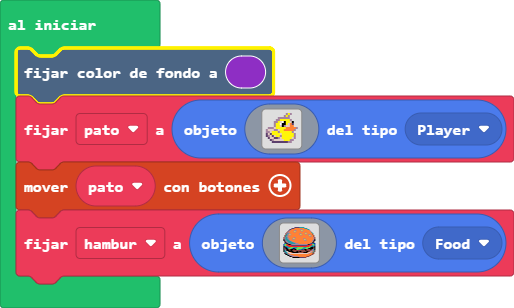 al iniciar
fijar color de fondo a
fijar pato a objeto del tipo Player
mover pato con botones
fijar hambur a objeto del tipo Food